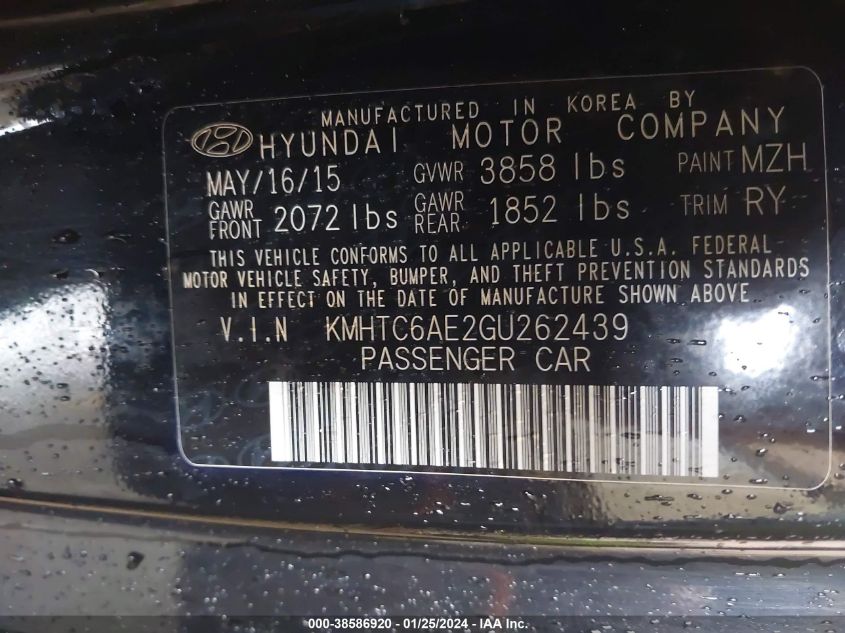 MANUFACTURED IN KOREA BY
HYUNDAI MOTOR COMPANY
MAY/16/15 GVWR 3858 lbs PAINT MZH
GAWR FRONT 2072 lbs GAWR REAR 1852 lbs TRIM RY
THIS VEHICLE CONFORMS TO ALL APPLICABLE U.S.A. FEDERAL
MOTOR VEHICLE SAFETY, BUMPER, AND THEFT PREVENTION STANDARDS
IN EFFECT ON THE DATE OF MANUFACTURE SHOWN ABOVE
V.I.N KMHTC6AE2GU262439
PASSENGER CAR
000-38586920 - 01/25/2024 - IAA Inc.